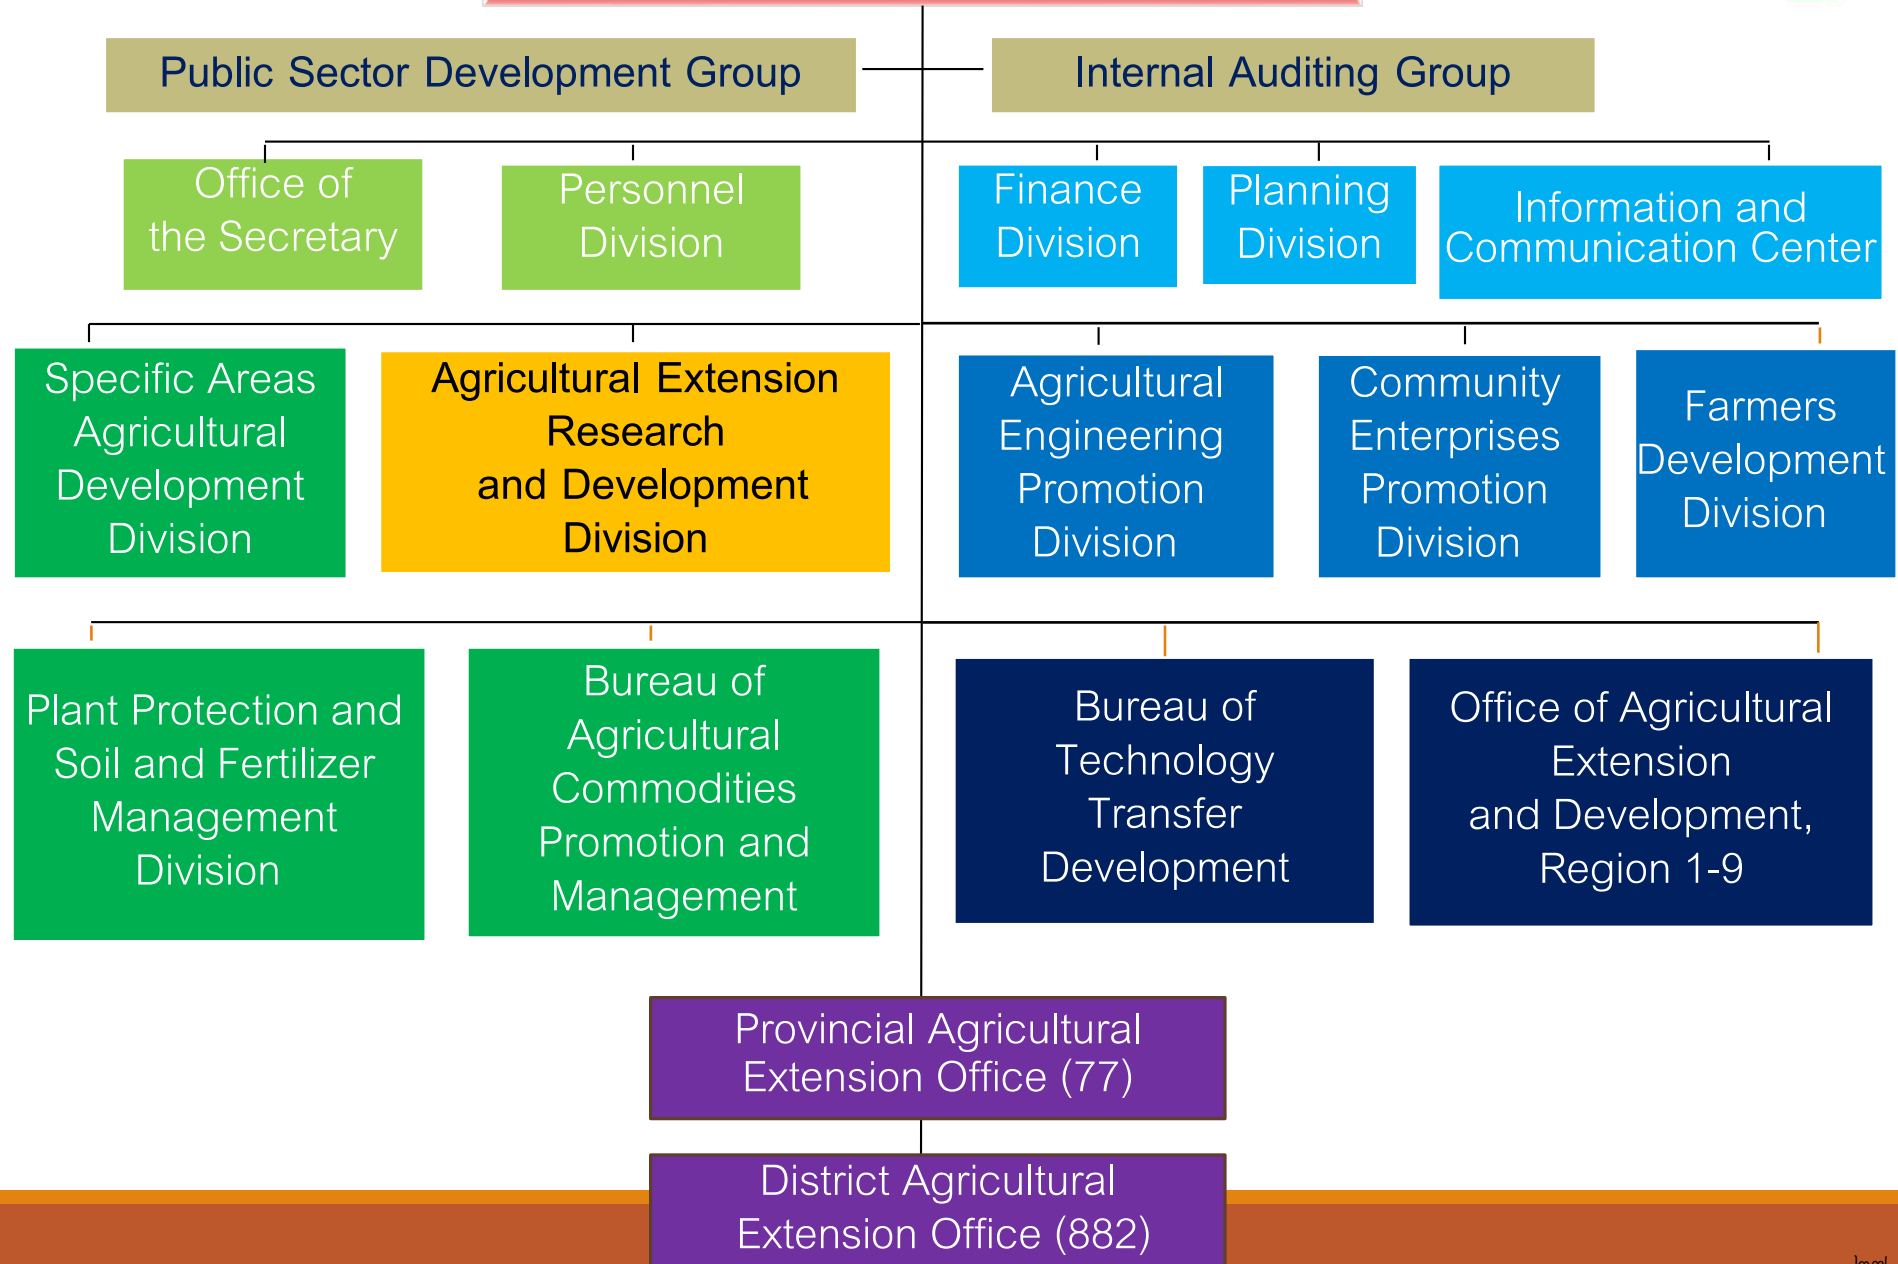 Public Sector Development Group
Internal Auditing Group
Office of
the Secretary
Personnel
Division
Finance
Division
Planning
Division
Information and
Communication Center
Specific Areas
Agricultural
Development
Division
Agricultural Extension
Research
and Development
Division
Agricultural
Engineering
Promotion
Division
Community
Enterprises
Promotion
Division
Farmers
Development
Division
Plant Protection and
Soil and Fertilizer
Management
Division
Bureau of
Agricultural
Commodities
Promotion and
Management
Bureau of
Technology
Transfer
Development
Office of Agricultural
Extension
and Development,
Region 1-9
Provincial Agricultural
Extension Office (77)
District Agricultural
Extension Office (882)